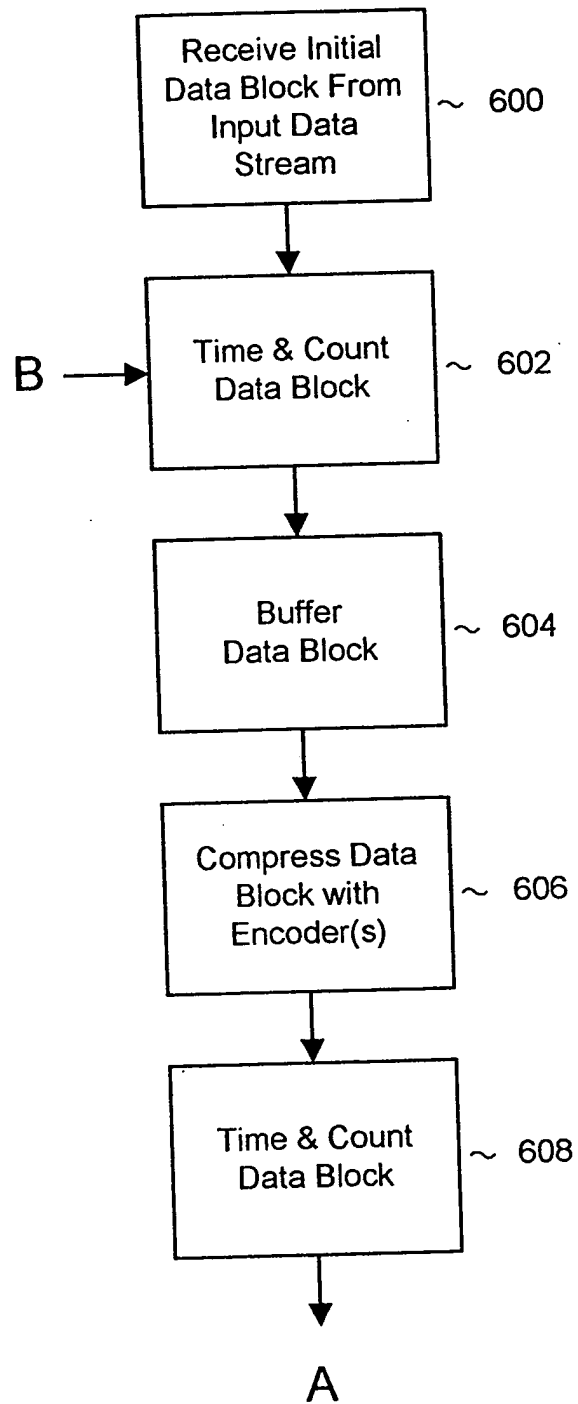 Receive Initial
Data Block From
Input Data
Stream
~ 600
B
Time & Count
Data Block
~ 602
Buffer
Data Block
~ 604
Compress Data
Block with
Encoder(s)
~ 606
Time & Count
Data Block
~ 608
A